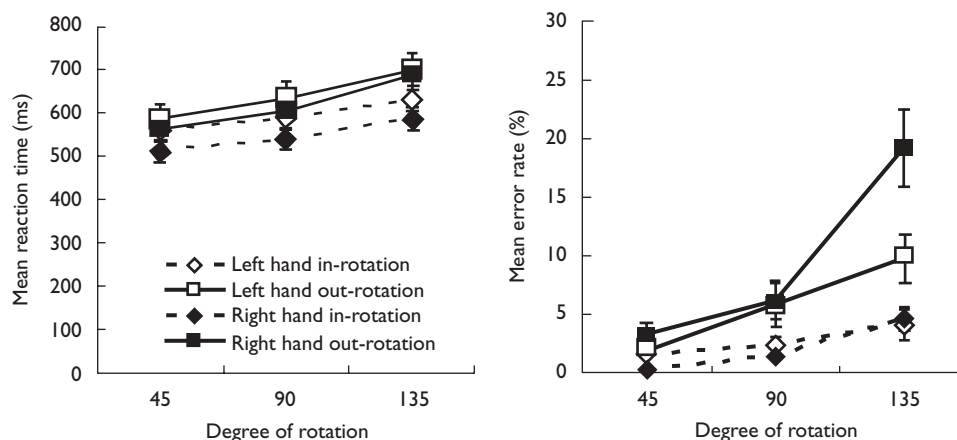 800
700
600
500
400
300
200
100
0
Mean reaction time (ms)
Left hand in-rotation
Left hand out-rotation
Right hand in-rotation
Right hand out-rotation
45 90 135
Degree of rotation
30
25
20
15
10
5
0
Mean error rate (%)
45 90 135
Degree of rotation